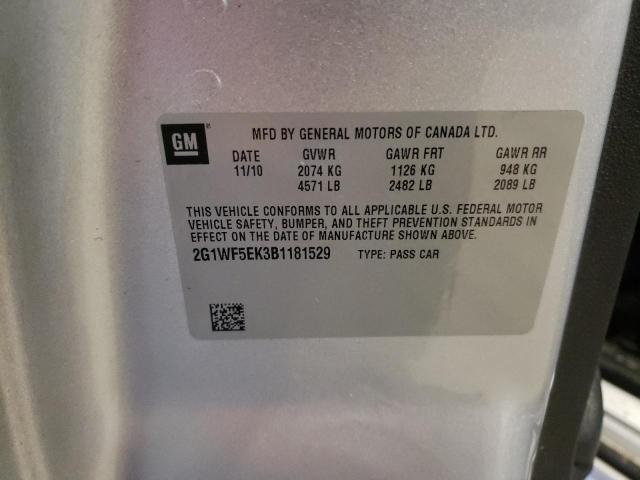 GM
MFD BY GENERAL MOTORS OF CANADA LTD.
DATE GVWR GAWR FRT GAWR RR
11/10 2074 KG 1126 KG 948 KG
4571 LB 2482 LB 2089 LB
THIS VEHICLE CONFORMS TO ALL APPLICABLE U.S. FEDERAL MOTOR
VEHICLE SAFETY, BUMPER, AND THEFT PREVENTION STANDARDS IN
EFFECT ON THE DATE OF MANUFACTURE SHOWN ABOVE.
2G1WF5EK3B1181529 TYPE: PASS CAR